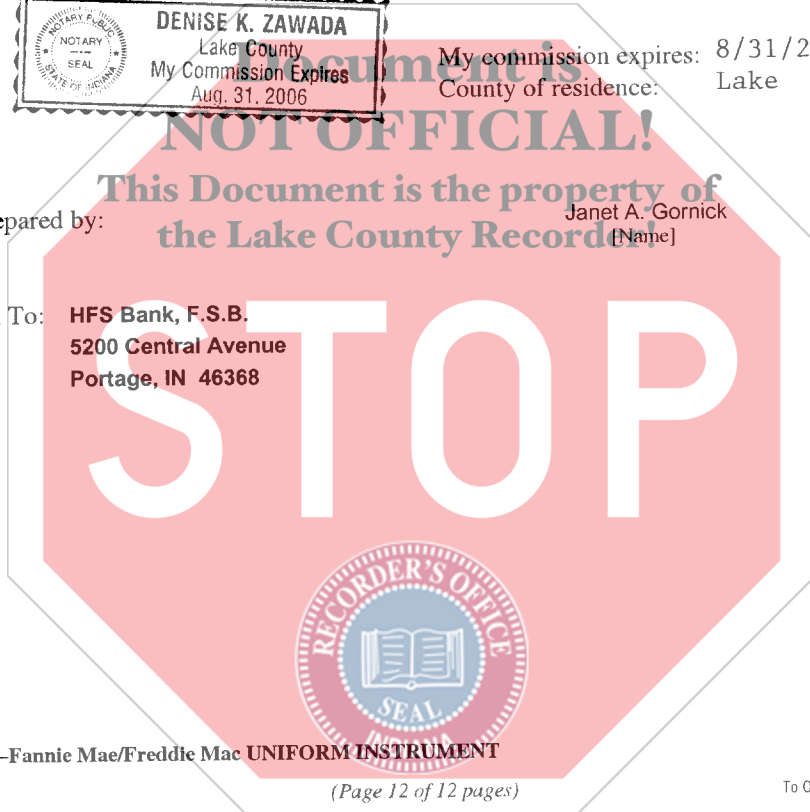 NOTARY PUBLIC
NOTARY
SEAL
STATE OF INDIANA
DENISE K. ZAWADA
Lake County
My Commission Expires
Aug. 31. 2006
My commission expires: 8/31/2
County of residence: Lake
Document is
NOT OFFICIAL!
This Document is the property of
the Lake County Recorder!
epared by:
Janet A. Gornick
[Name]
To:
HFS Bank, F.S.B.
5200 Central Avenue
Portage, IN 46368
STOP
RECORDER'S OFFICE
SEAL
INDIANA
–Fannie Mae/Freddie Mac UNIFORM INSTRUMENT
(Page 12 of 12 pages)
To